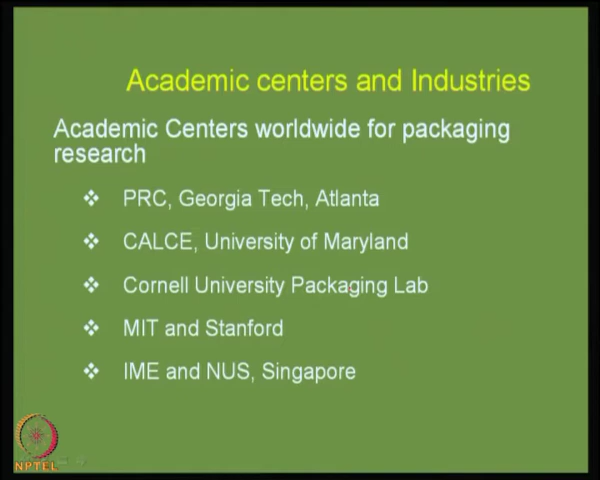 Academic centers and Industries
Academic Centers worldwide for packaging
research
PRC, Georgia Tech, Atlanta
CALCE, University of Maryland
Cornell University Packaging Lab
MIT and Stanford
IME and NUS, Singapore
NPTEL